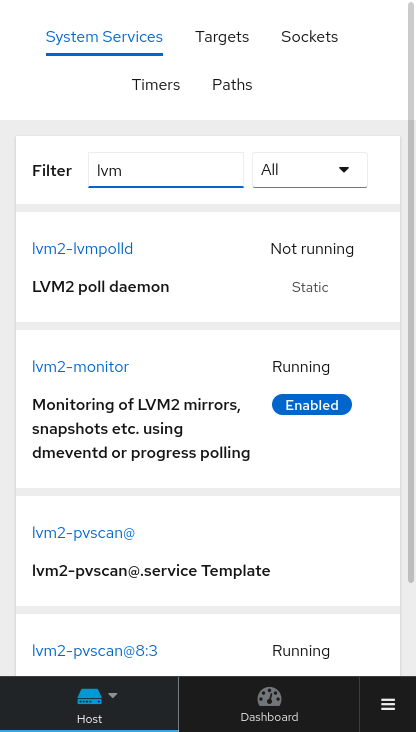 System Services Targets Sockets
Timers Paths
Filter lvm All
lvm2-lvmpolld Not running
LVM2 poll daemon Static
lvm2-monitor Running
Monitoring of LVM2 mirrors, Enabled
snapshots etc. using
dmeventd or progress polling
lvm2-pvscan@
lvm2-pvscan@.service Template
lvm2-pvscan@8:3 Running
Host Dashboard